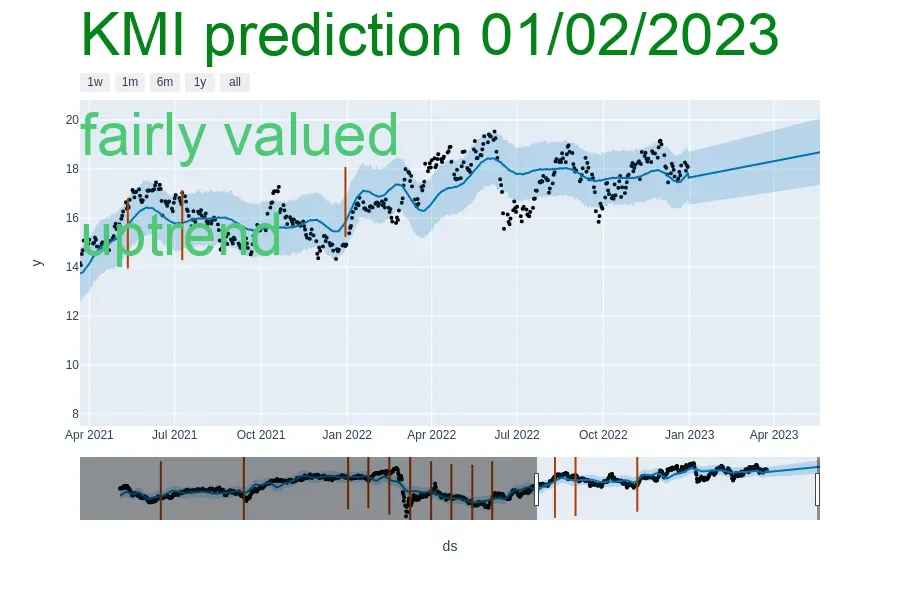 KMI prediction 01/02/2023
1w 1m 6m 1y all
20
fairly valued
18
16
uptrend
14
y
12
10
8
Apr 2021 Jul 2021 Oct 2021 Jan 2022 Apr 2022 Jul 2022 Oct 2022 Jan 2023 Apr 2023
ds